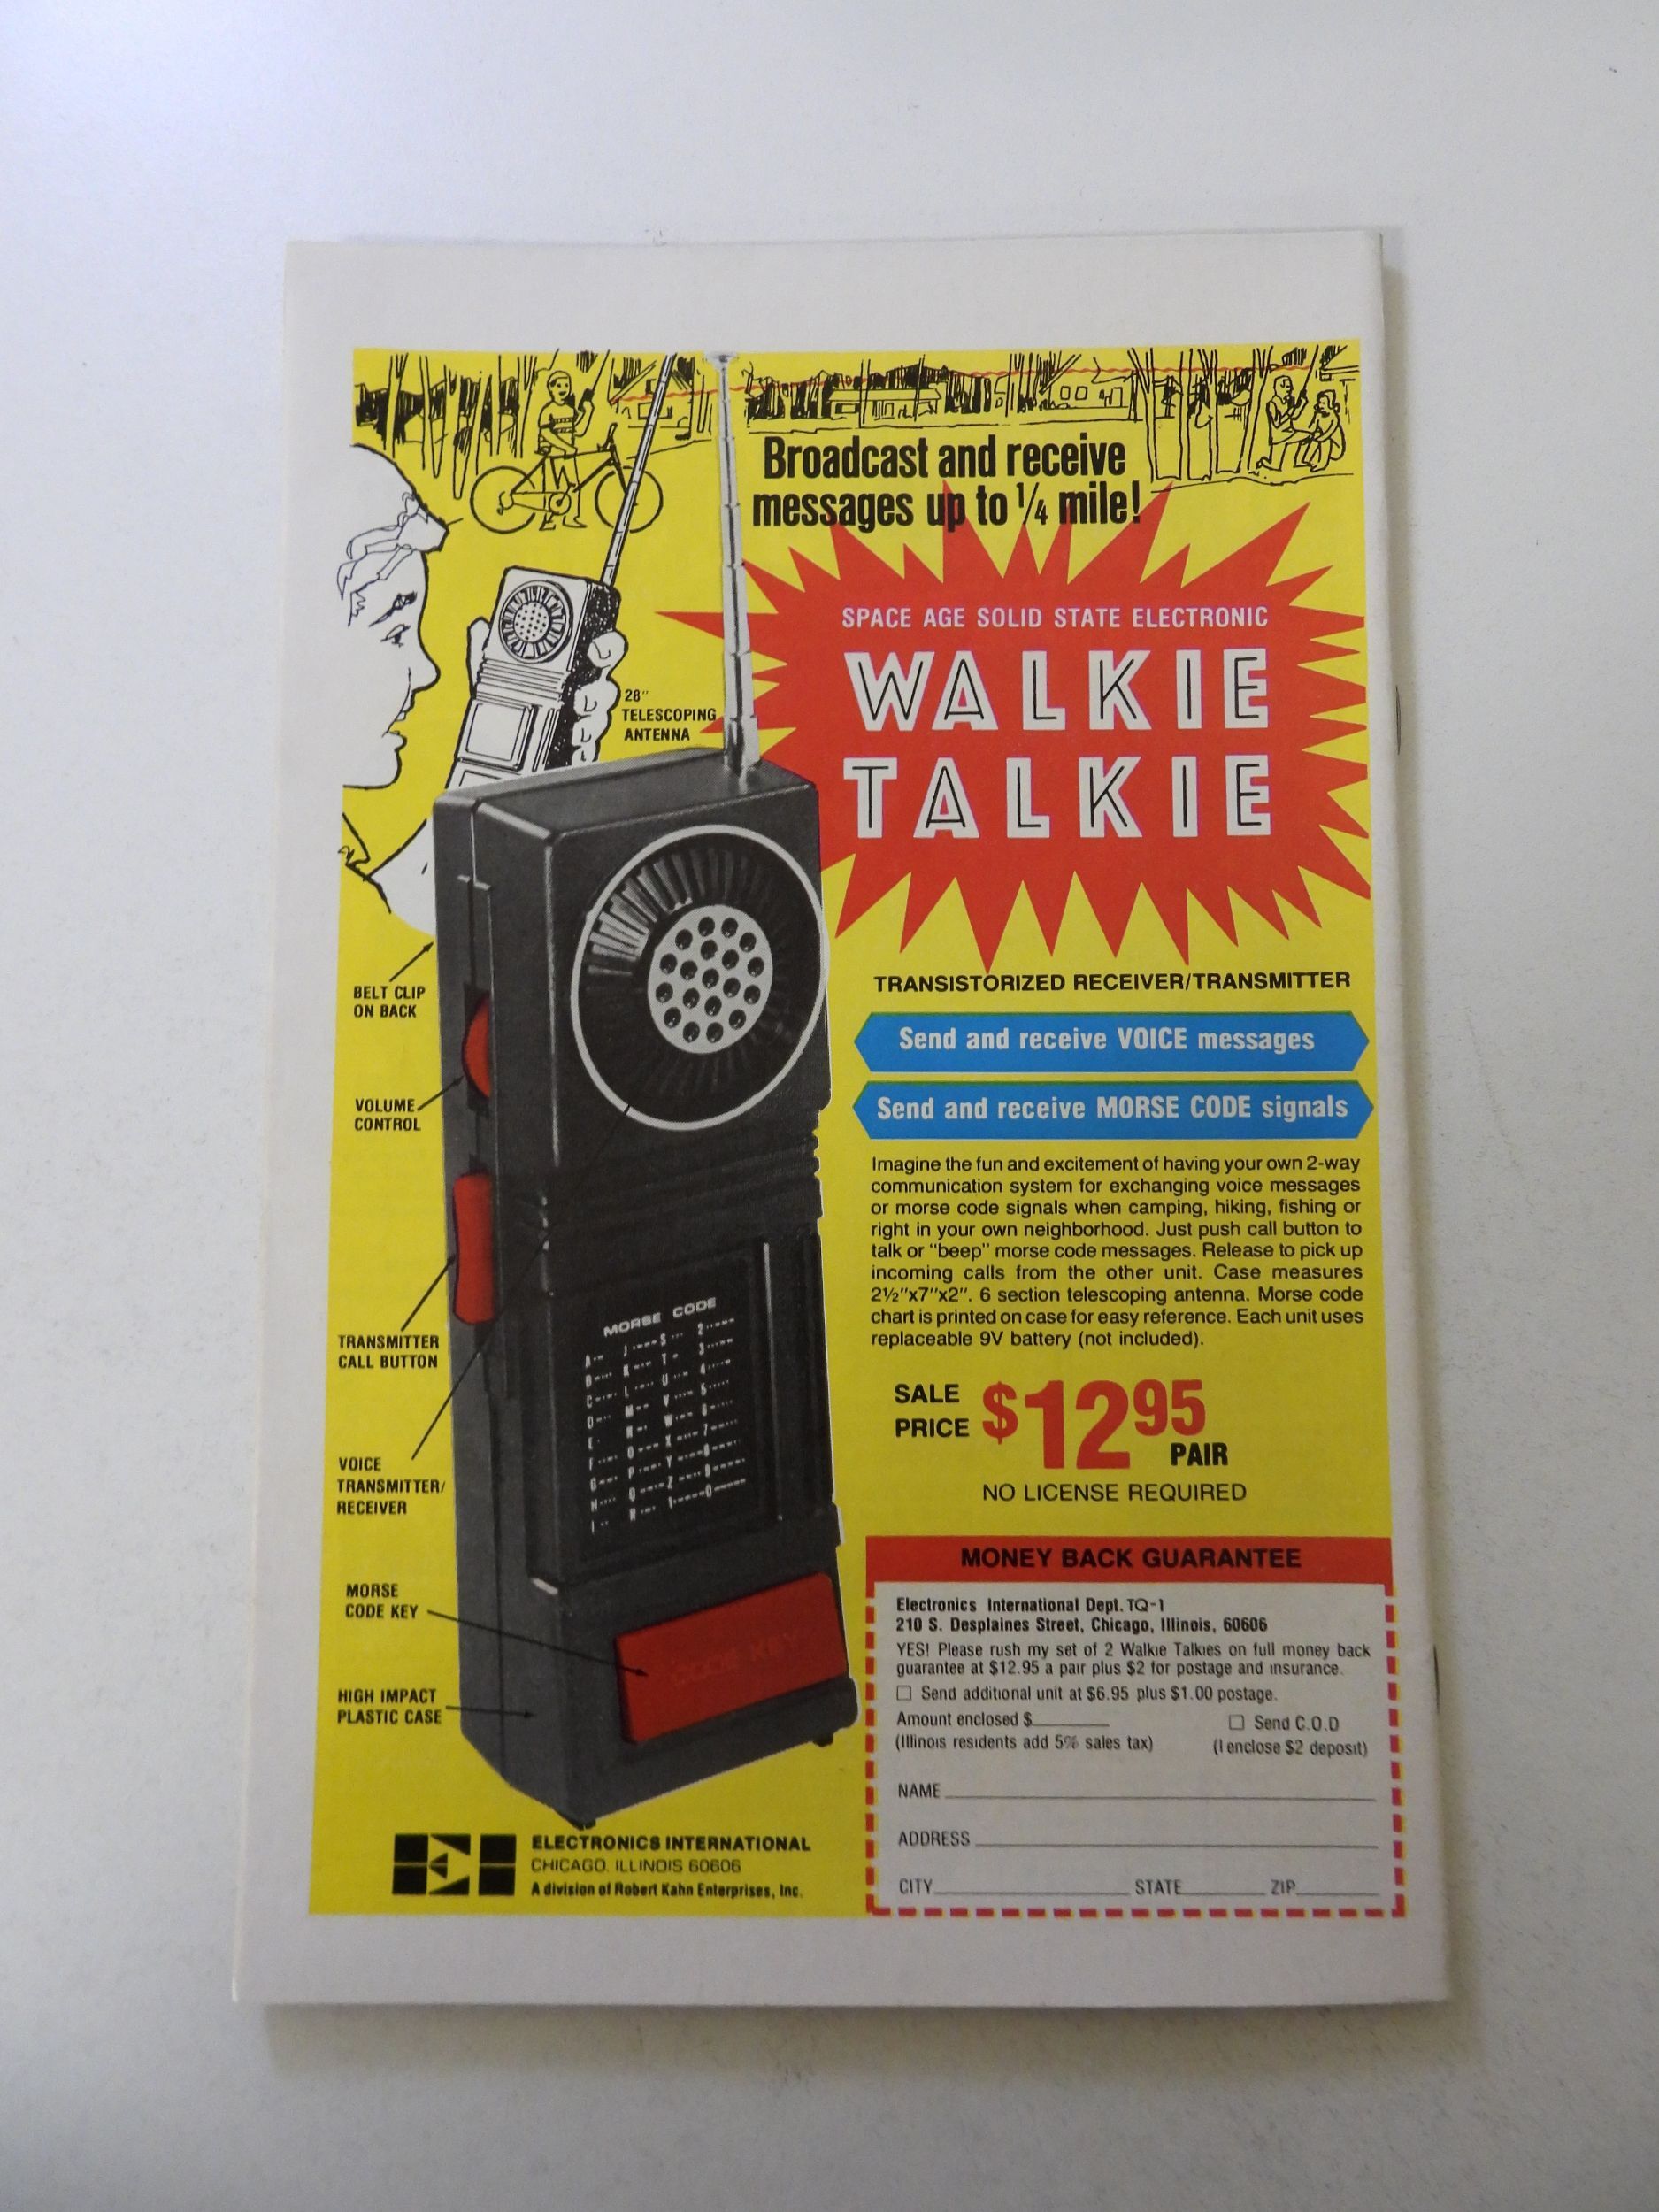 Broadcast and receive
messages up to 1/4 mile!
SPACE AGE SOLID STATE ELECTRONIC
WALKIE
TALKIE
28"
TELESCOPING
ANTENNA
BELT CLIP
ON BACK
VOLUME
CONTROL
TRANSMITTER
CALL BUTTON
VOICE
TRANSMITTER/
RECEIVER
MORSE
CODE KEY
HIGH IMPACT
PLASTIC CASE
MORSE CODE
CODE KEY
TRANSISTORIZED RECEIVER/TRANSMITTER
Send and receive VOICE messages
Send and receive MORSE CODE signals
Imagine the fun and excitement of having your own 2-way
communication system for exchanging voice messages
or morse code signals when camping, hiking, fishing or
right in your own neighborhood. Just push call button to
talk or "beep" morse code messages. Release to pick up
incoming calls from the other unit. Case measures
2½"x7"x2". 6 section telescoping antenna. Morse code
chart is printed on case for easy reference. Each unit uses
replaceable 9V battery (not included).
SALE
PRICE $12.95
PAIR
NO LICENSE REQUIRED
MONEY BACK GUARANTEE
Electronics International Dept. TQ-1
210 S. Desplaines Street, Chicago, Illinois, 60606
YES! Please rush my set of 2 Walkie Talkies on full money back
guarantee at $12.95 a pair plus $2 for postage and insurance.
☐ Send additional unit at $6.95 plus $1.00 postage.
Amount enclosed $________ ☐ Send C.O.D
(Illinois residents add 5% sales tax) (I enclose $2 deposit)
NAME
ADDRESS
CITY STATE ZIP
ELECTRONICS INTERNATIONAL
CHICAGO, ILLINOIS 60606
A division of Robert Kahn Enterprises, Inc.